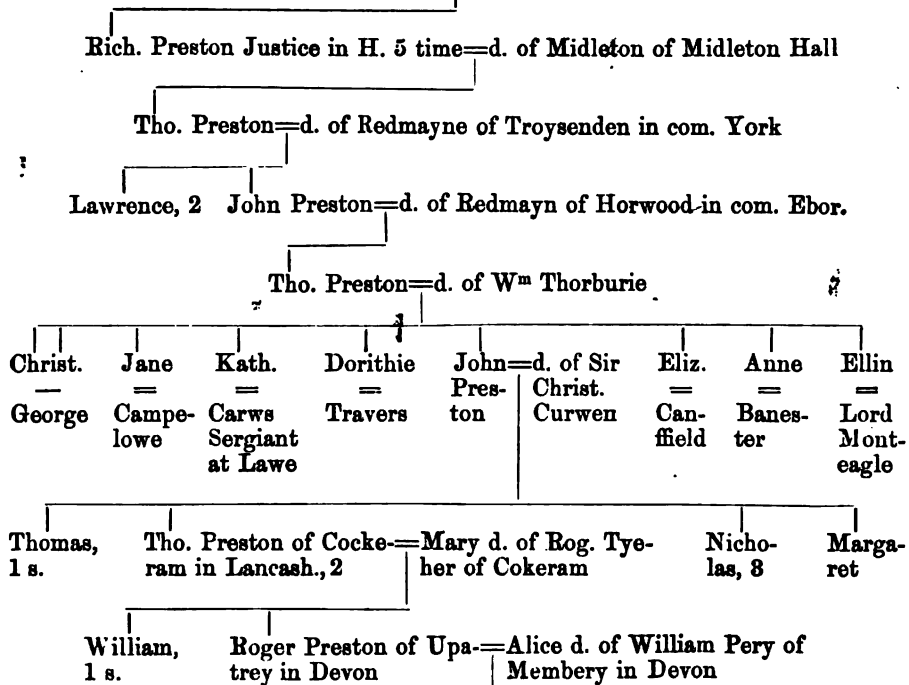 Rich. Preston Justice in H. 5 time=d. of Midleton of Midleton Hall
Tho. Preston=d. of Redmayne of Troysenden in com. York
Lawrence, 2 John Preston=d. of Redmayn of Horwood in com. Ebor.
Tho. Preston=d. of Wm Thorburie
Christ. Jane Kath. Dorithie John=d. of Sir Eliz. Anne Ellin
— = = = Pres- Christ. = = =
George Campe- Carws Travers ton Curwen Can- Banes- Lord
lowe Sergiant ffield ter Mont-
at Lawe eagle
Thomas, Tho. Preston of Cocke-=Mary d. of Rog. Tye- Nicho- Marga-
1 s. ram in Lancash., 2 her of Cokeram las, 3 ret
William, Roger Preston of Upa-=Alice d. of William Pery of
1 s. trey in Devon Membery in Devon